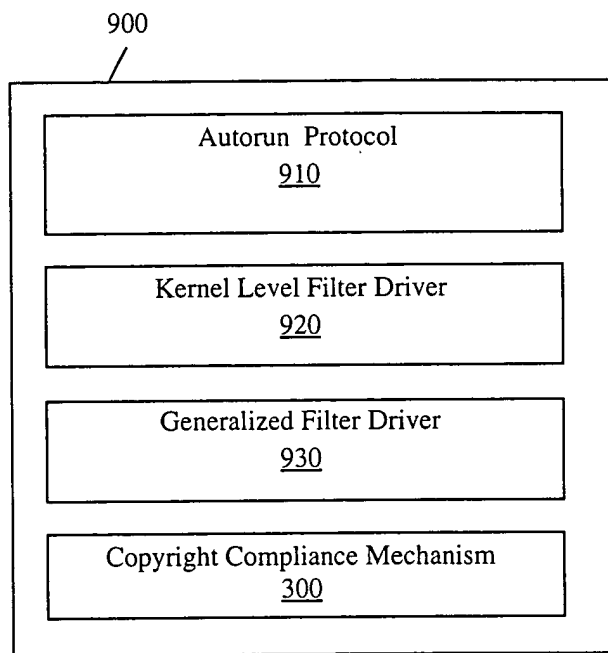 900
Autorun Protocol
910
Kernel Level Filter Driver
920
Generalized Filter Driver
930
Copyright Compliance Mechanism
300